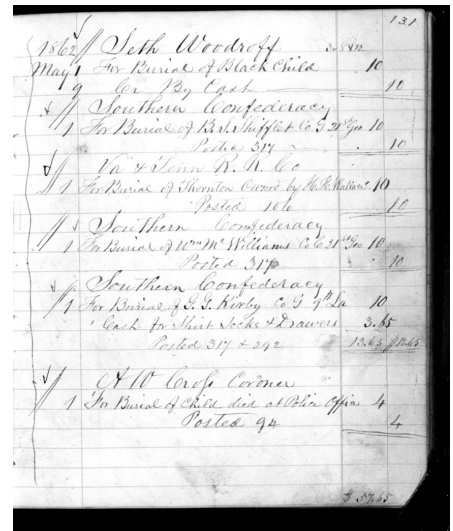 131
1862 Seth Woodroff
May 1 For Burial of Black Child 10
9 Cr By Cash 10
Southern Confederacy
1 For Burial of B. S. Shifflet Co G 21st Geo 10
Posted 317 10
Va & Tenn R. R. Co
1 For Burial of Thornton Owned by H. H. Wallace 10
Posted 106 10
Southern Confederacy
1 For Burial of Wm McWilliams Co C 21st Geo 10
Posted 317 10
Southern Confederacy
1 For Burial of G. G. Kirby Co G 9th La 10
" Cash for Shirt Socks & Drawers 3.65
Posted 317 & 292 13.65 13.65
A W Cross Coroner
1 For Burial of Child died at Police Office 4
Posted 94 4
$ 57.65